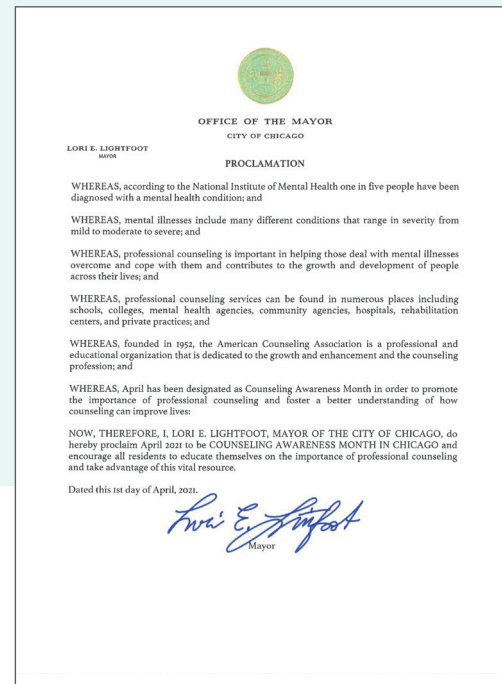 OFFICE OF THE MAYOR
CITY OF CHICAGO
LORI E. LIGHTFOOT
MAYOR
PROCLAMATION
WHEREAS, according to the National Institute of Mental Health one in five people have been
diagnosed with a mental health condition; and
WHEREAS, mental illnesses include many different conditions that range in severity from
mild to moderate to severe; and
WHEREAS, professional counseling is important in helping those deal with mental illnesses
overcome and cope with them and contributes to the growth and development of people
across their lives; and
WHEREAS, professional counseling services can be found in numerous places including
schools, colleges, mental health agencies, community agencies, hospitals, rehabilitation
centers, and private practices; and
WHEREAS, founded in 1952, the American Counseling Association is a professional and
educational organization that is dedicated to the growth and enhancement and the counseling
profession; and
WHEREAS, April has been designated as Counseling Awareness Month in order to promote
the importance of professional counseling and foster a better understanding of how
counseling can improve lives:
NOW, THEREFORE, I, LORI E. LIGHTFOOT, MAYOR OF THE CITY OF CHICAGO, do
hereby proclaim April 2021 to be COUNSELING AWARENESS MONTH IN CHICAGO and
encourage all residents to educate themselves on the importance of professional counseling
and take advantage of this vital resource.
Dated this 1st day of April, 2021.
Lori E. Lightfoot
Mayor